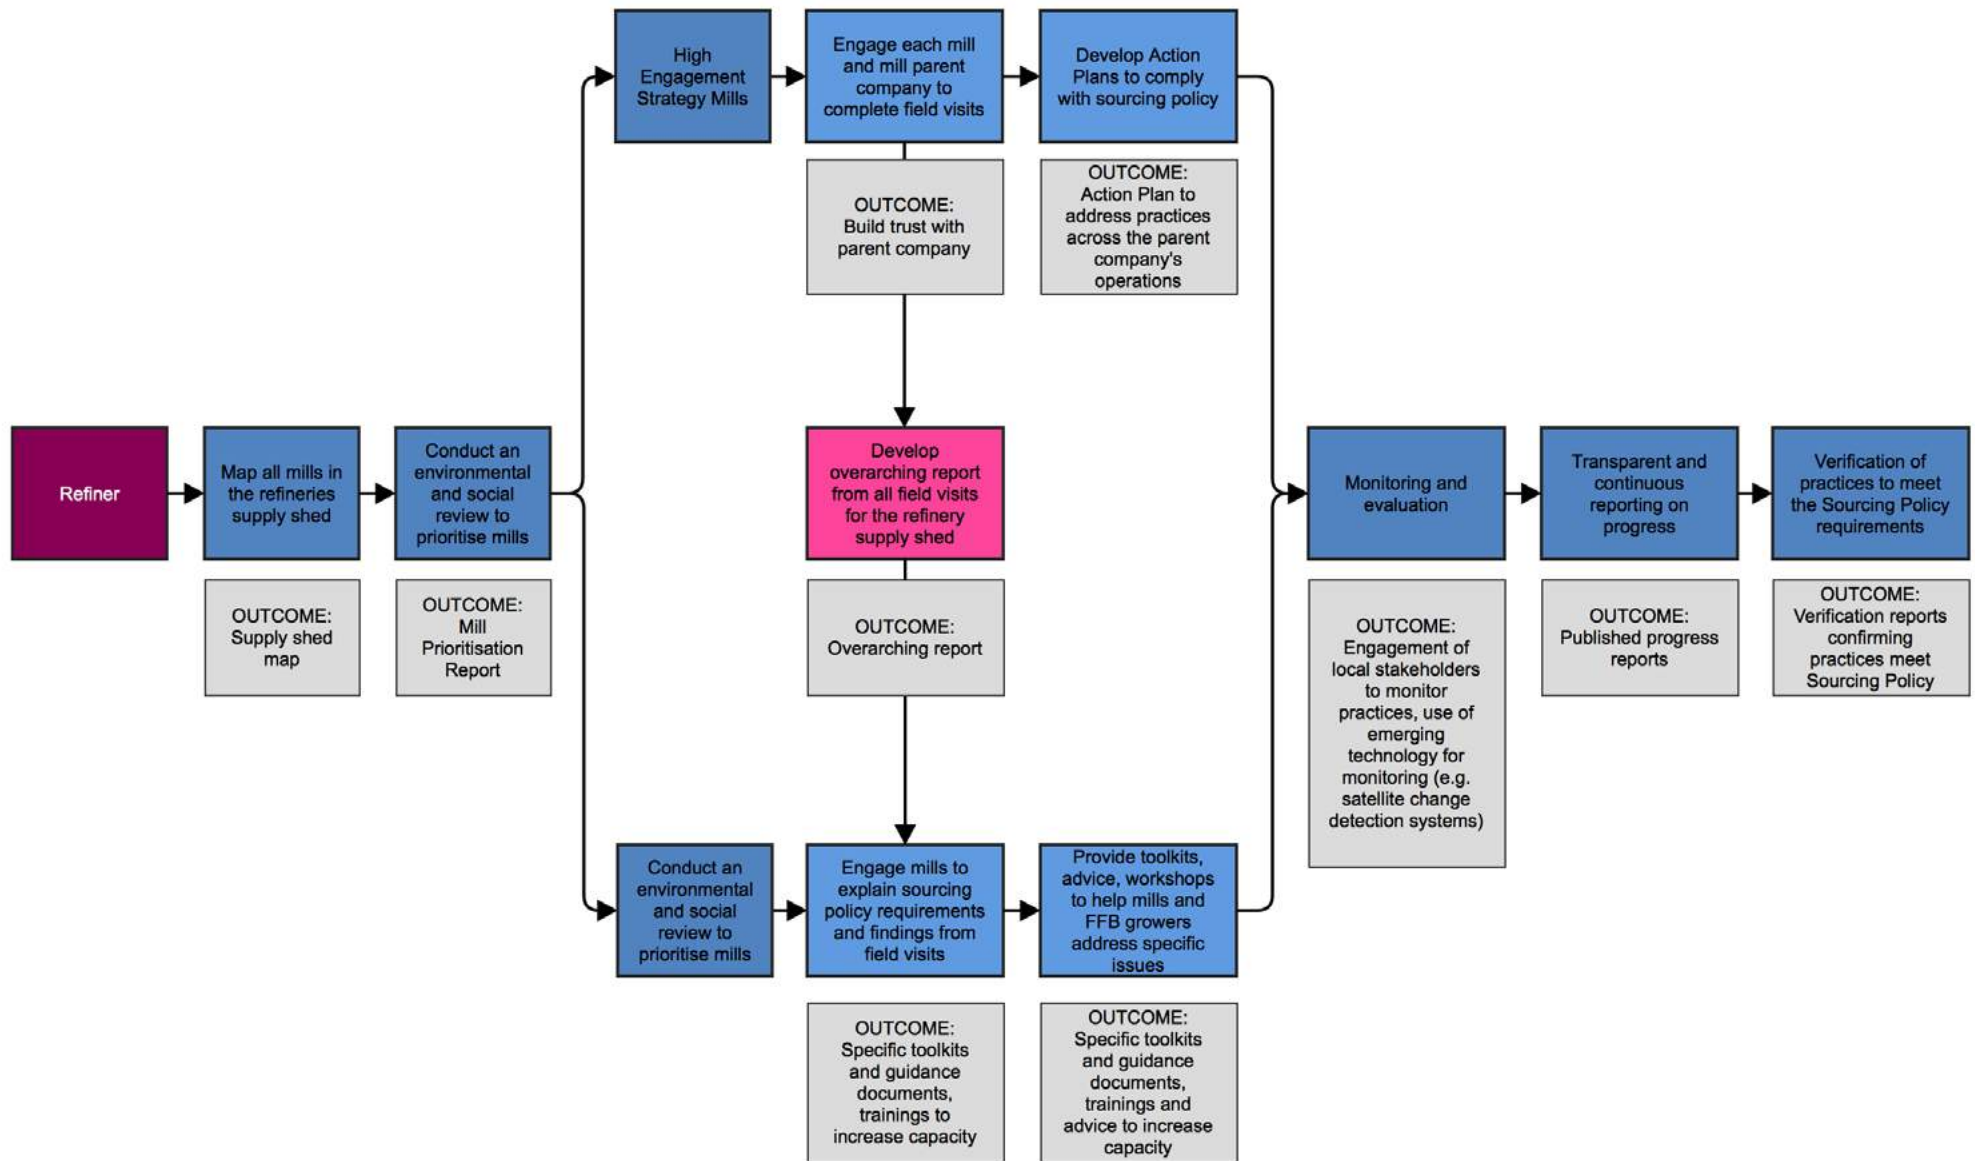 High
Engagement
Strategy Mills
Engage each mill
and mill parent
company to
complete field visits
Develop Action
Plans to comply
with sourcing policy
OUTCOME:
Build trust with
parent company
OUTCOME:
Action Plan to
address practices
across the parent
company's
operations
Refiner
Map all mills in
the refineries
supply shed
Conduct an
environmental
and social
review to
prioritise mills
Develop
overarching report
from all field visits
for the refinery
supply shed
Monitoring and
evaluation
Transparent and
continuous
reporting on
progress
Verification of
practices to meet
the Sourcing Policy
requirements
OUTCOME:
Supply shed
map
OUTCOME:
Mill
Prioritisation
Report
OUTCOME:
Overarching report
OUTCOME:
Engagement of
local stakeholders
to monitor
practices, use of
emerging
technology for
monitoring (e.g.
satellite change
detection systems)
OUTCOME:
Published progress
reports
OUTCOME:
Verification reports
confirming
practices meet
Sourcing Policy
Conduct an
environmental
and social
review to
prioritise mills
Engage mills to
explain sourcing
policy requirements
and findings from
field visits
Provide toolkits,
advice, workshops
to help mills and
FFB growers
address specific
issues
OUTCOME:
Specific toolkits
and guidance
documents,
trainings to
increase capacity
OUTCOME:
Specific toolkits
and guidance
documents,
trainings and
advice to increase
capacity